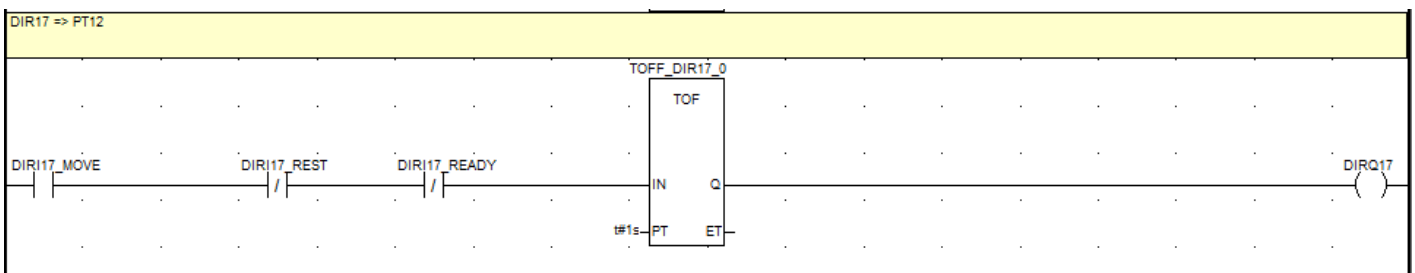 DIR17 => PT12
TOFF_DIR17_0
TOF
DIRI17_MOVE DIRI17_REST DIRI17_READY DIRQ17
/ / ( )
IN Q
t#1s PT ET